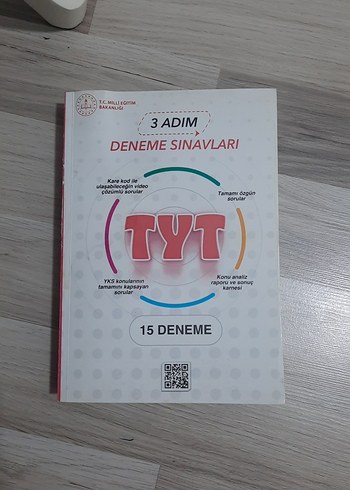 T.C. MİLLİ EĞİTİM
BAKANLIĞI
3 ADIM
DENEME SINAVLARI
Kare kod ile
ulaşabileceğin video
çözümlü sorular
Tamamı özgün
sorular
TYT
YKS konularının
tamamını kapsayan
sorular
Konu analiz
raporu ve sonuç
karnesi
15 DENEME